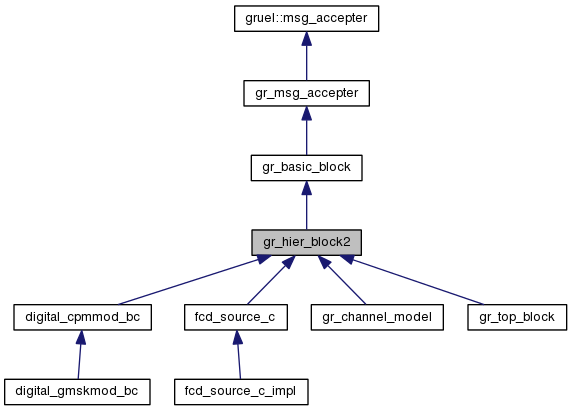 gruel::msg_accepter
gr_msg_accepter
gr_basic_block
gr_hier_block2
digital_cpmmod_bc
fcd_source_c
gr_channel_model
gr_top_block
digital_gmskmod_bc
fcd_source_c_impl